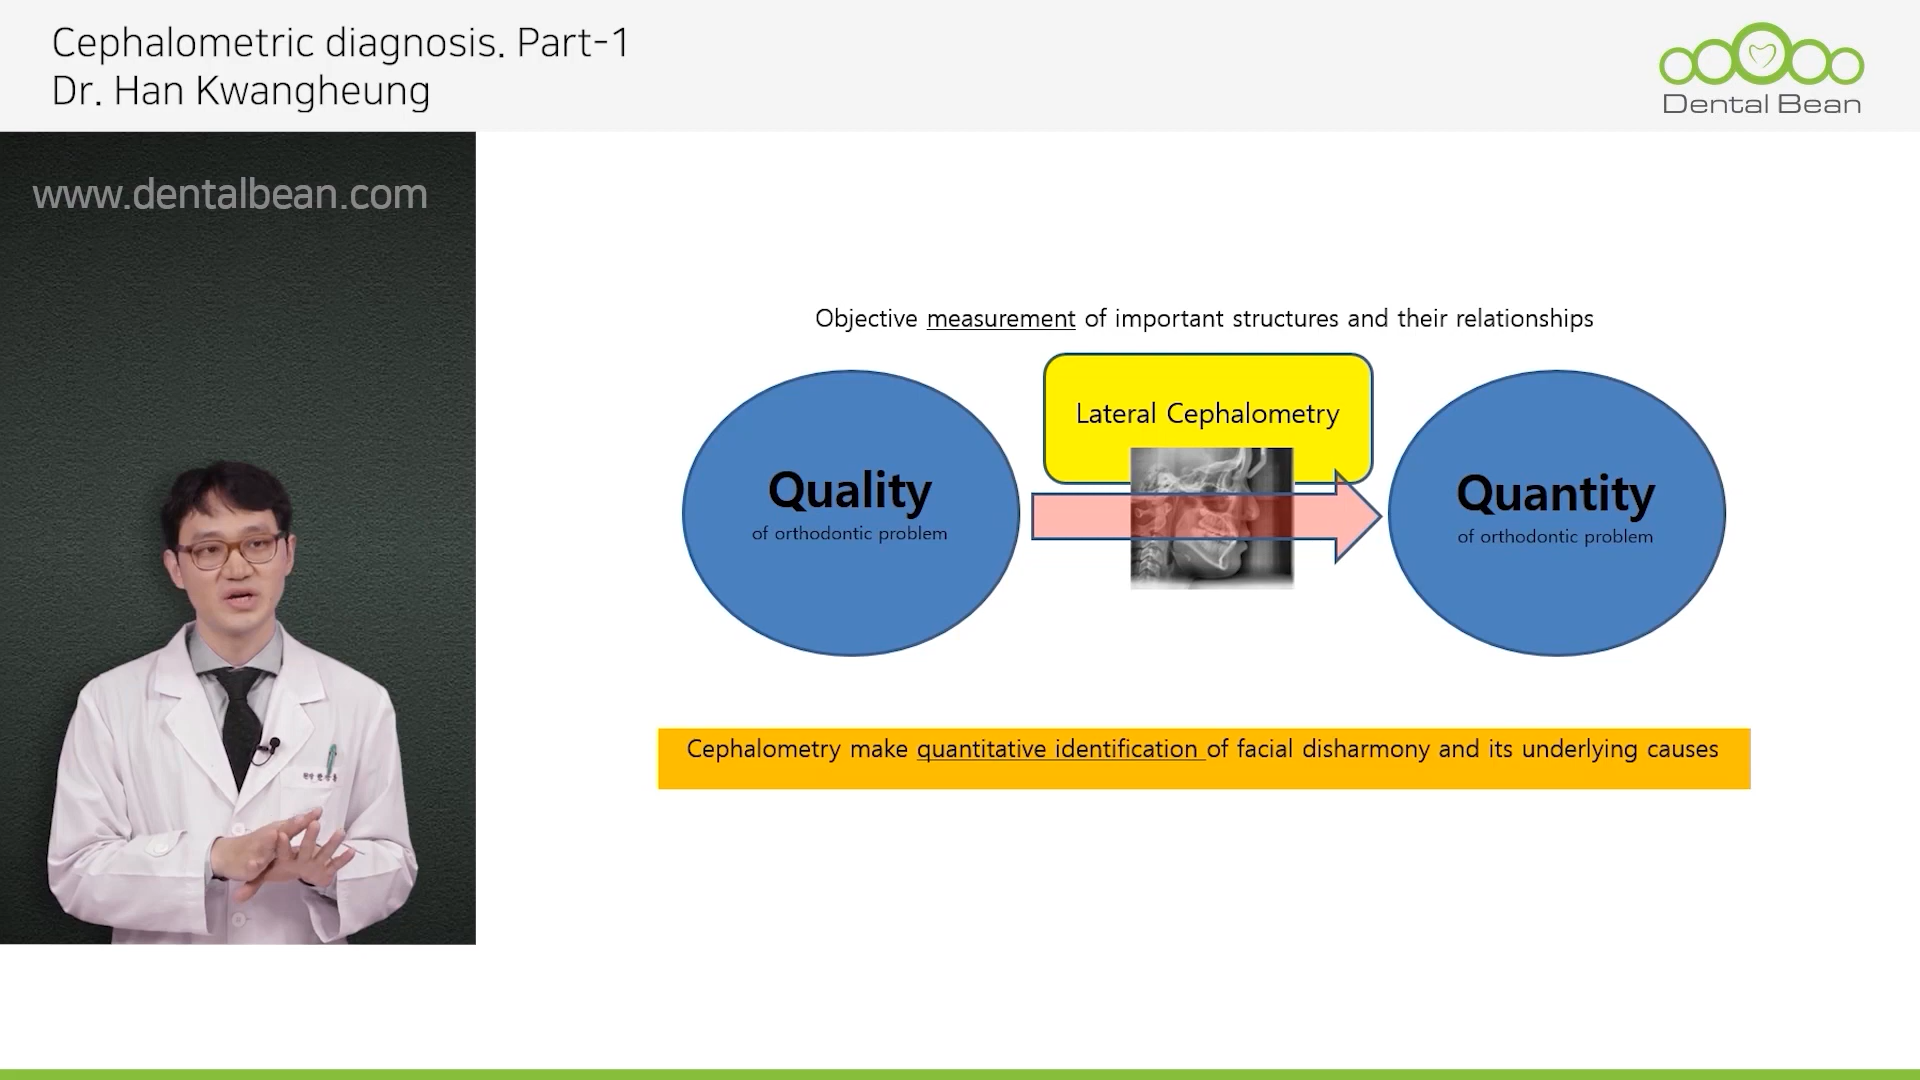 Cephalometric diagnosis. Part-1
Dr. Han Kwangheung
Dental Bean
www.dentalbean.com
Objective measurement of important structures and their relationships
Lateral Cephalometry
Quality
of orthodontic problem
Quantity
of orthodontic problem
Cephalometry make quantitative identification of facial disharmony and its underlying causes